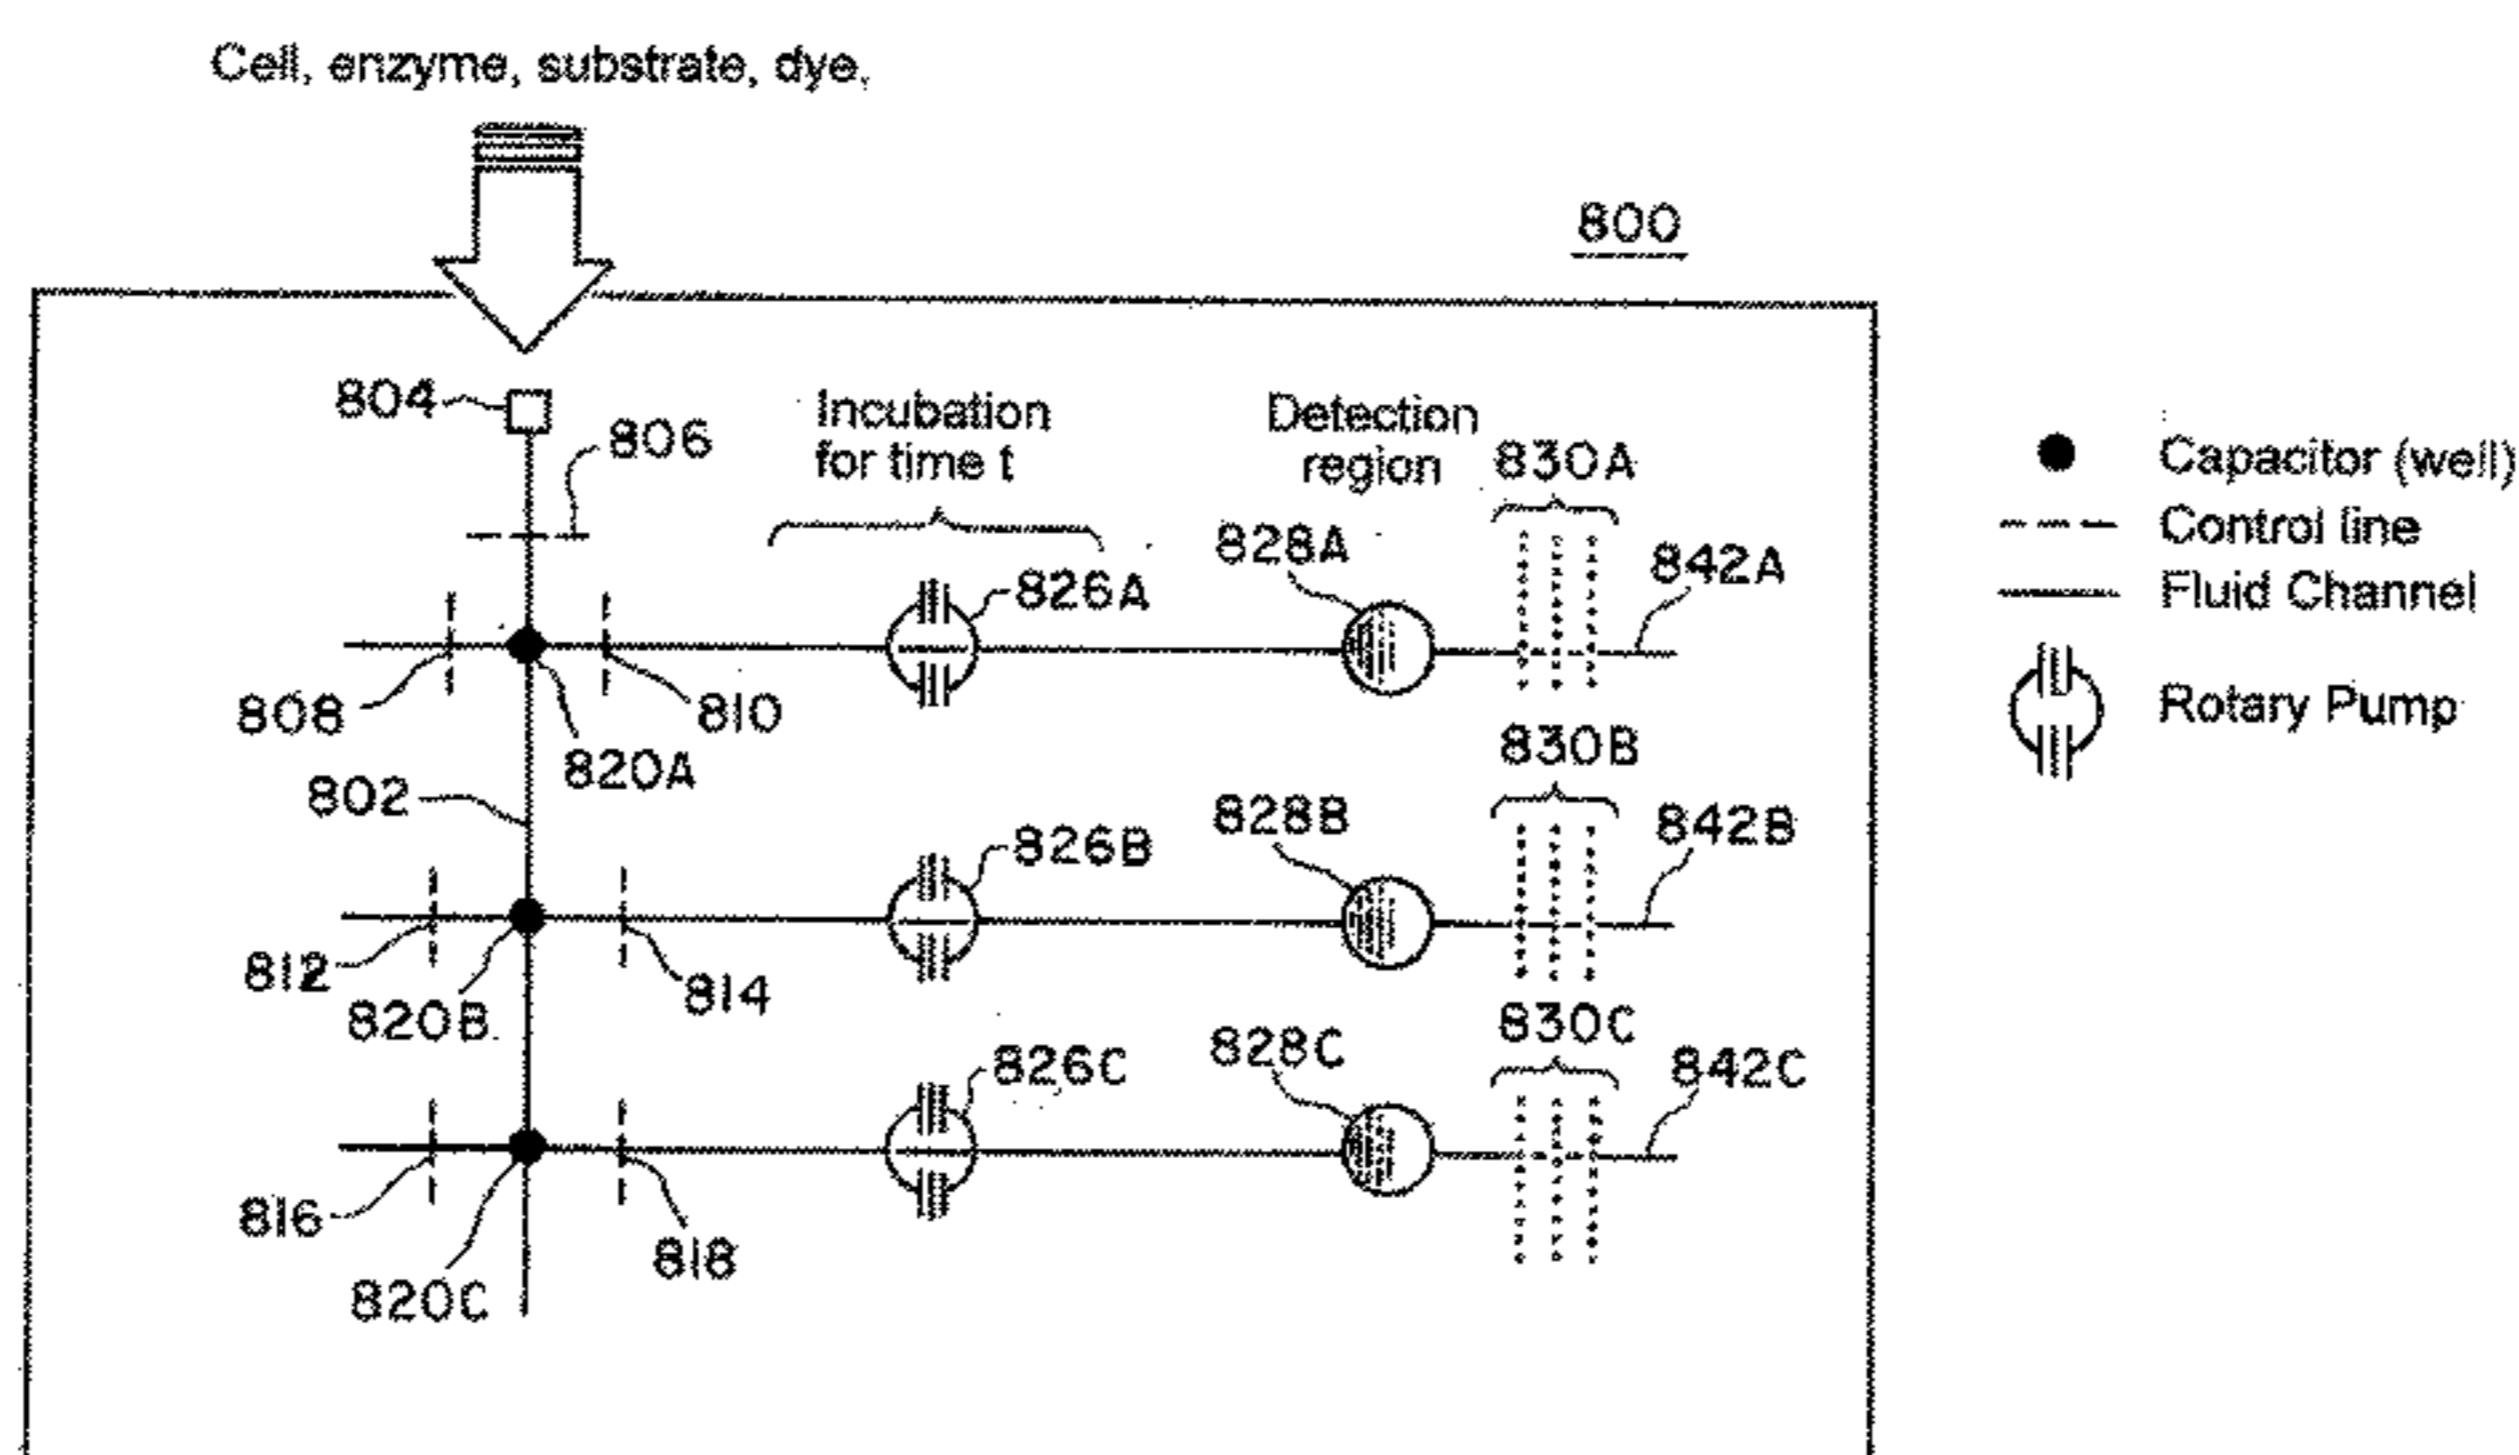 Cell, enzyme, substrate, dye,
800
804
806
Incubation
for time t
Detection
region
830A
828A
842A
826A
808
810
820A
802
830B
828B
842B
826B
812
814
820B
830C
828C
842C
826C
816
818
820C
Capacitor (well)
Control line
Fluid Channel
Rotary Pump